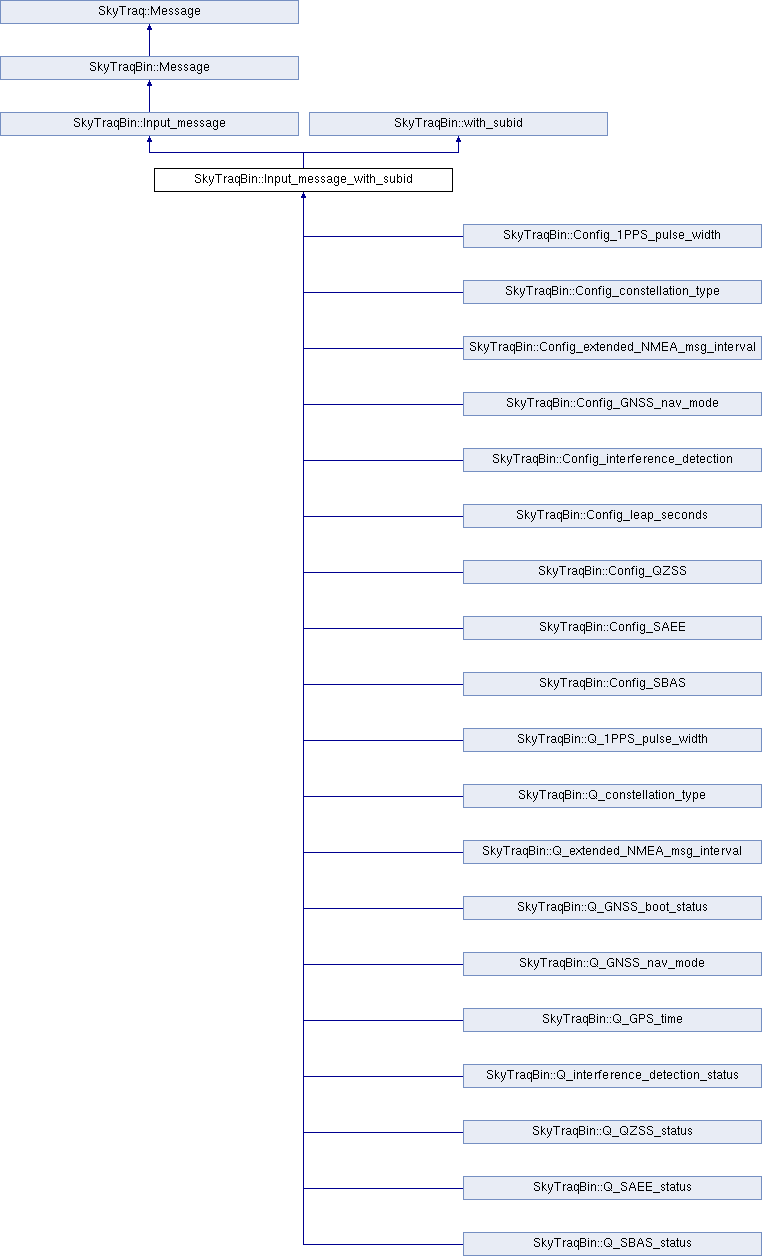 SkyTraq::Message
SkyTraqBin::Message
SkyTraqBin::Input_message
SkyTraqBin::with_subid
SkyTraqBin::Input_message_with_subid
SkyTraqBin::Config_1PPS_pulse_width
SkyTraqBin::Config_constellation_type
SkyTraqBin::Config_extended_NMEA_msg_interval
SkyTraqBin::Config_GNSS_nav_mode
SkyTraqBin::Config_interference_detection
SkyTraqBin::Config_leap_seconds
SkyTraqBin::Config_QZSS
SkyTraqBin::Config_SAEE
SkyTraqBin::Config_SBAS
SkyTraqBin::Q_1PPS_pulse_width
SkyTraqBin::Q_constellation_type
SkyTraqBin::Q_extended_NMEA_msg_interval
SkyTraqBin::Q_GNSS_boot_status
SkyTraqBin::Q_GNSS_nav_mode
SkyTraqBin::Q_GPS_time
SkyTraqBin::Q_interference_detection_status
SkyTraqBin::Q_QZSS_status
SkyTraqBin::Q_SAEE_status
SkyTraqBin::Q_SBAS_status